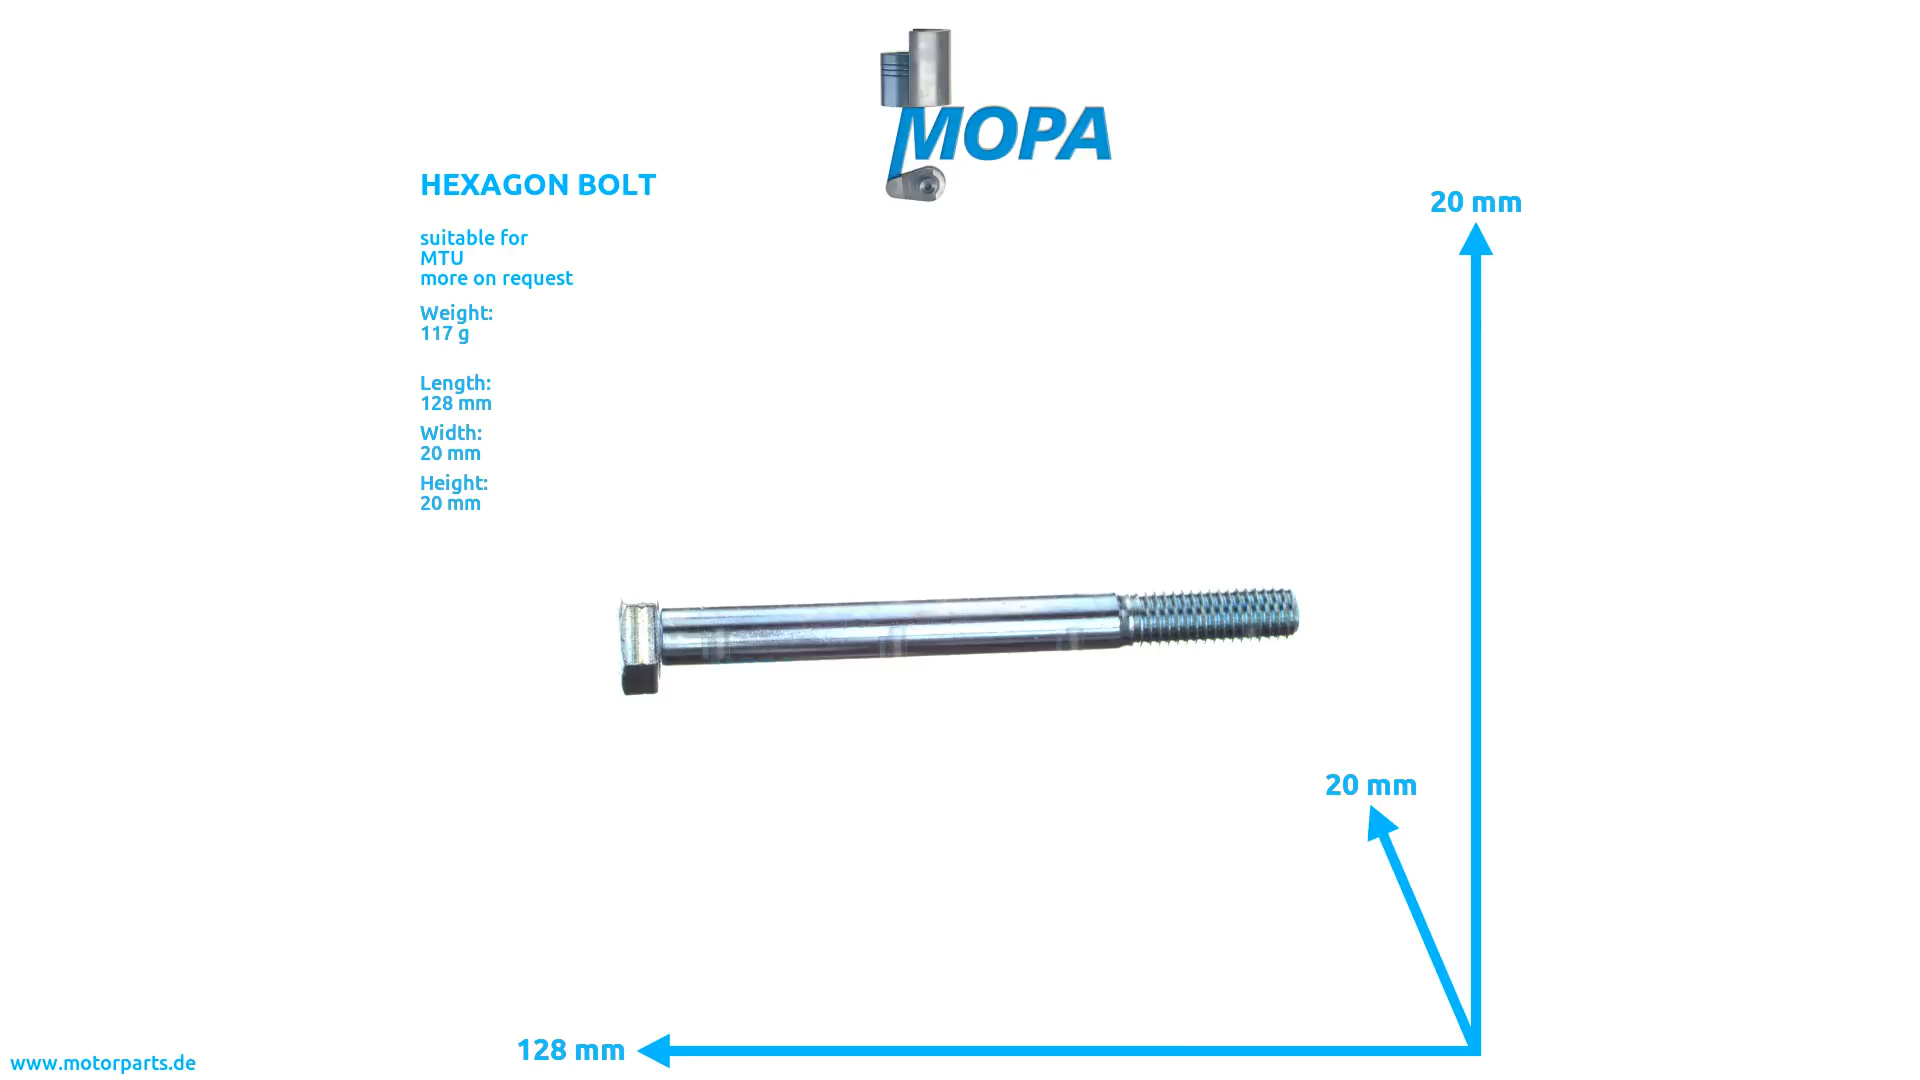 MOPA
HEXAGON BOLT
suitable for
MTU
more on request
Weight:
117 g
Length:
128 mm
Width:
20 mm
Height:
20 mm
20 mm
20 mm
128 mm
www.motorparts.de